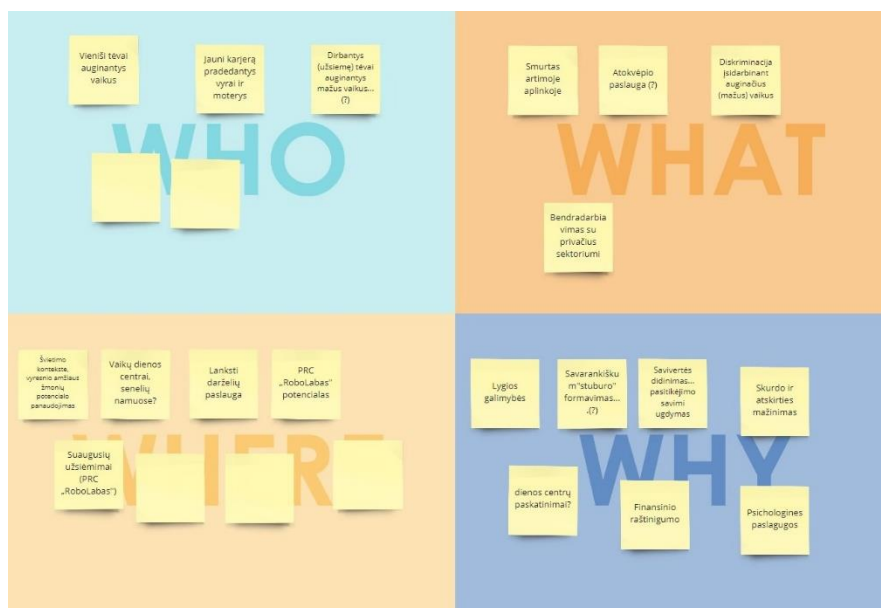 Vieniši tėvai
auginantys
vaikus
Jauni karjerą
pradedantys
vyrai ir
moterys
Dirbantys
(užsiėmę) tėvai
auginantys
mažus vaikus...
(?)
WHO
Smurtas
artimoje
aplinkoje
Atokvėpio
paslauga (?)
Diskriminacija
įsidarbinant
auginačius
(mažus) vaikus
WHAT
Bendradarbia
vimas su
privačius
sektoriumi
Švietimo
kontekste,
vyresnio amžiaus
žmonių
potencialo
panaudojimas
Vaikų dienos
centrai,
senelių
namuose?
Lanksti
darželių
paslauga
PRC
„RoboLabas"
potencialas
Suaugusių
užsiėmimai
(PRC
„RoboLabas")
WHERE
Lygios
galimybės
Savarankišku
m"stuburo"
formavimas...
.(?)
Savivertės
didinimas...
pasitikėjimo
savimi
ugdymas
Skurdo ir
atskirties
mažinimas
WHY
dienos centrų
paskatinimai?
Finansinio
raštinigumo
Psichologines
paslagugos